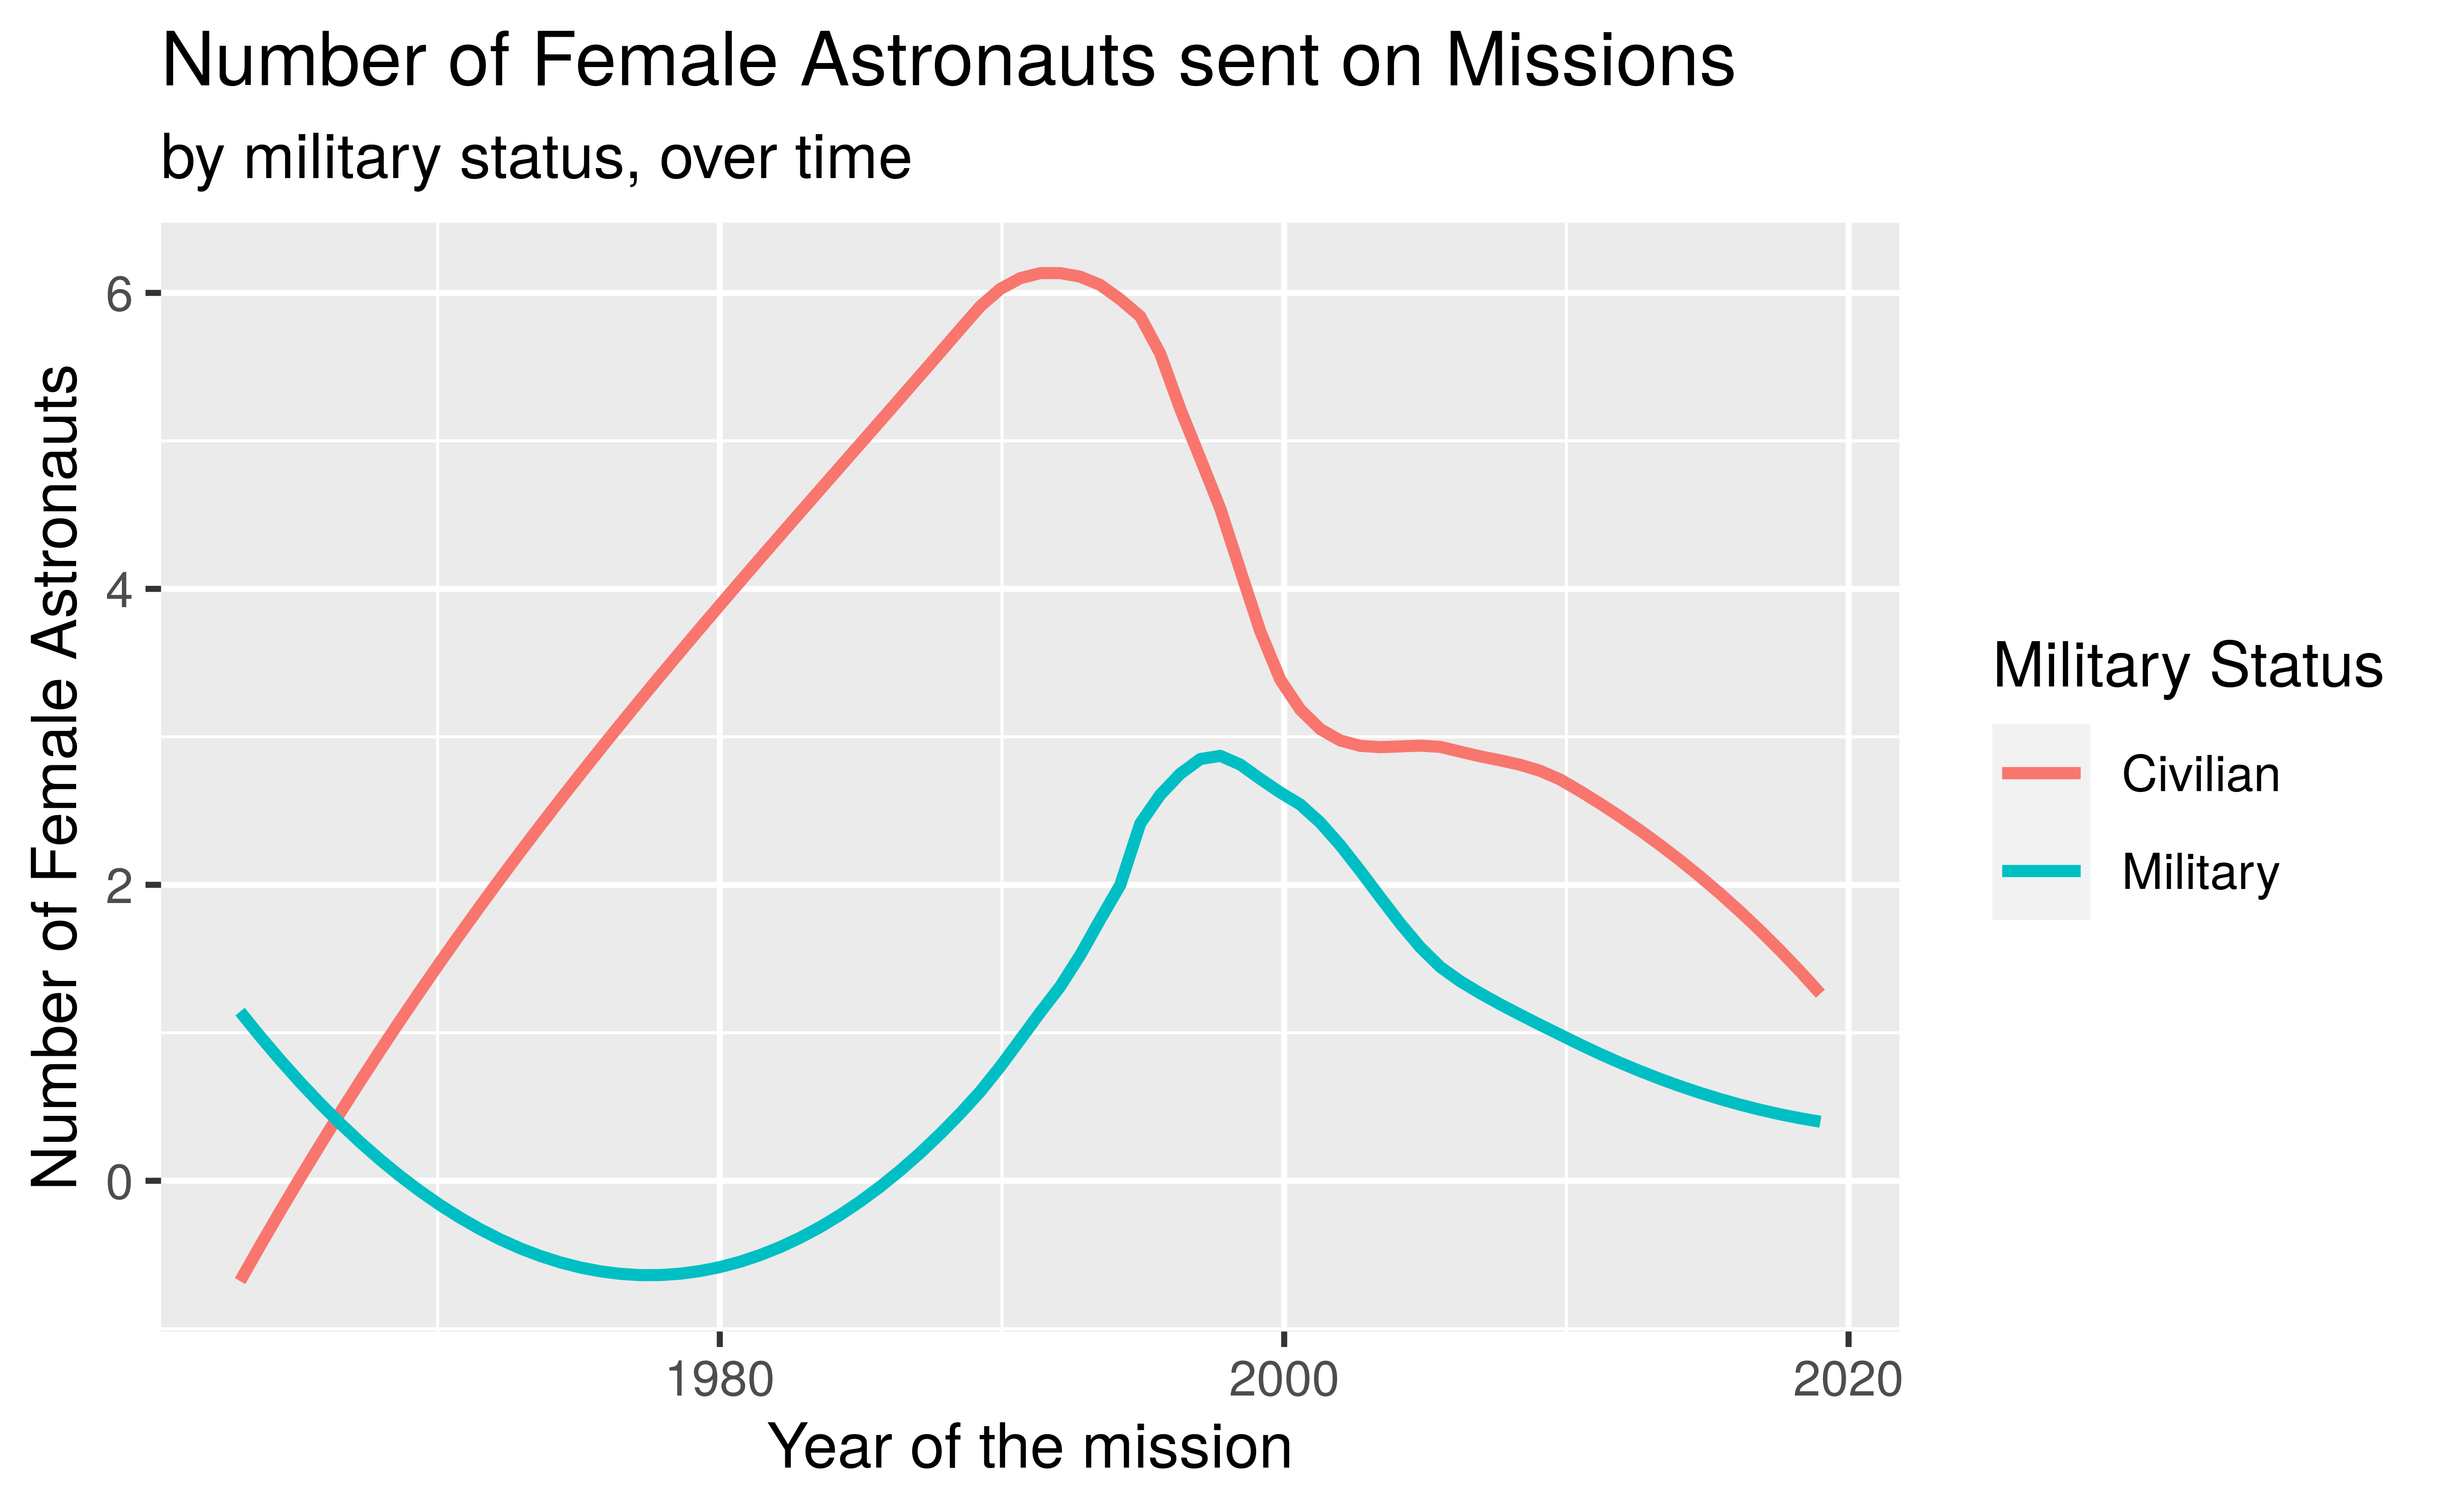 Number of Female Astronauts sent on Missions
by military status, over time
Number of Female Astronauts
6
4
2
0
1980
2000
2020
Year of the mission
Military Status
Civilian
Military